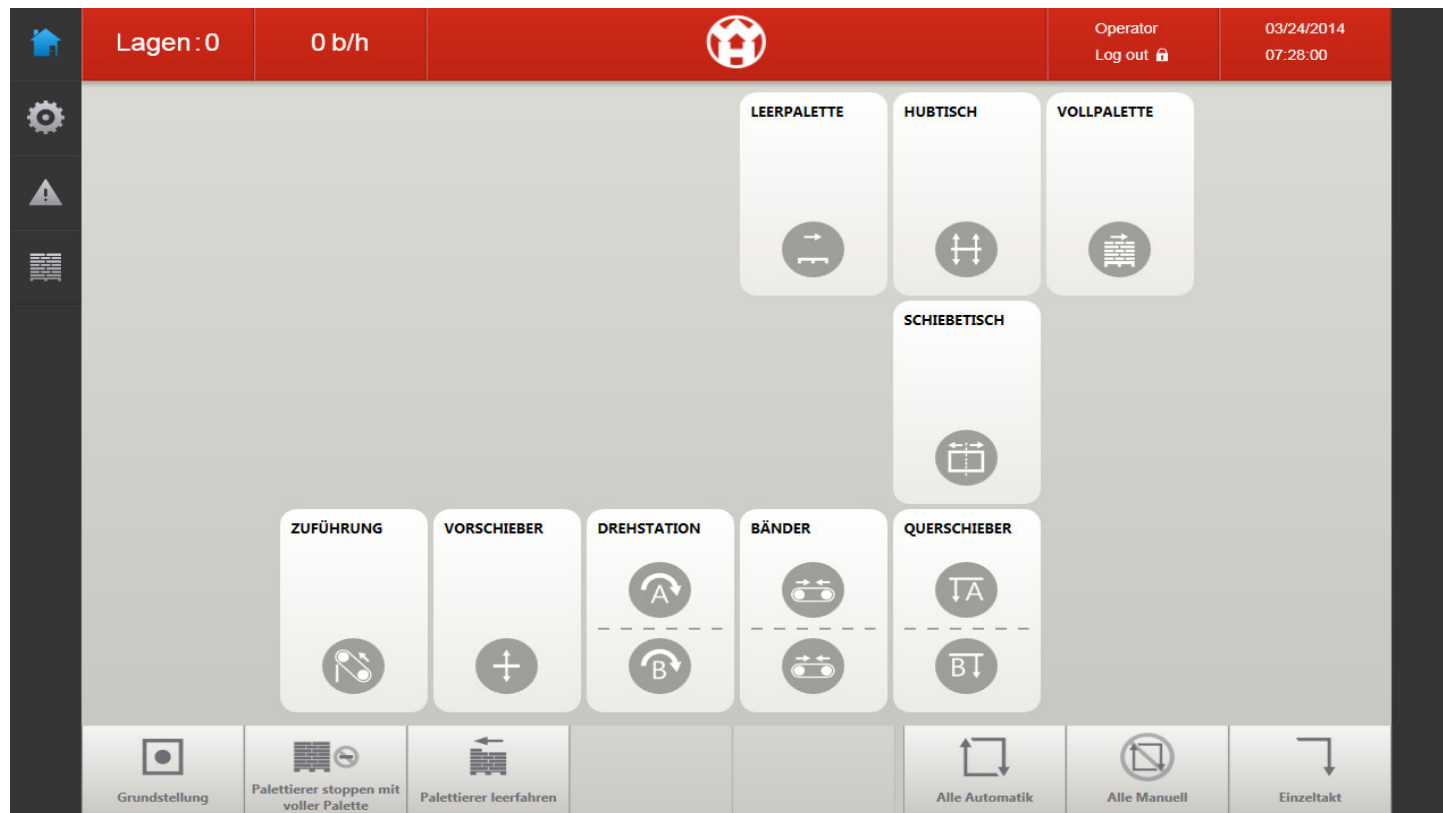 Lagen: 0
0 b/h
Operator
Log out
03/24/2014
07:28:00
LEERPALETTE
HUBTISCH
VOLLPALETTE
SCHIEBETISCH
ZUFÜHRUNG
VORSCHIEBER
DREHSTATION
BÄNDER
QUERSCHIEBER
A
A
B
B
Grundstellung
Palettierer stoppen mit
voller Palette
Palettierer leerfahren
Alle Automatik
Alle Manuell
Einzeltakt